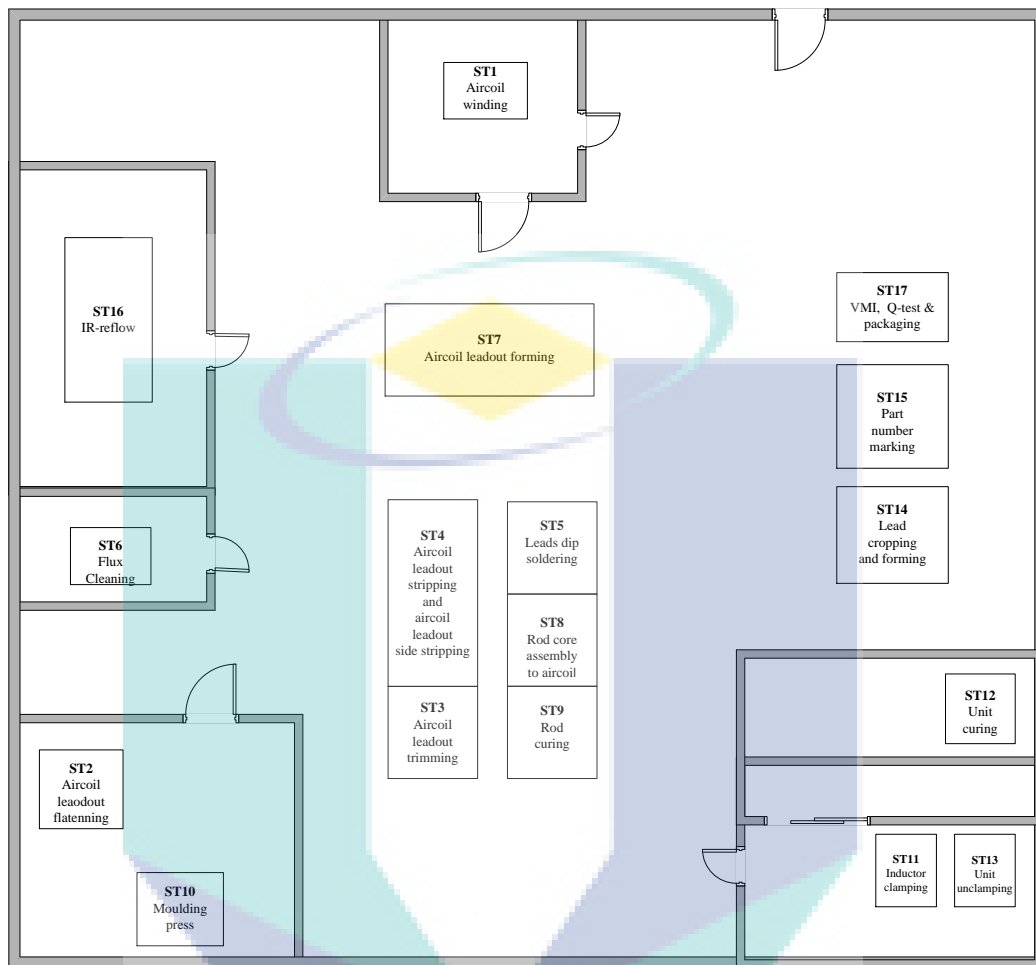 ST1
Aircoil
winding
ST16
IR-reflow
ST7
Aircoil leadout forming
ST17
VMI, Q-test &
packaging
ST15
Part
number
marking
ST14
Lead
cropping
and forming
ST6
Flux
Cleaning
ST4
Aircoil
leadout
stripping
and
aircoil
leadout
side stripping
ST5
Leads dip
soldering
ST8
Rod core
assembly
to aircoil
ST3
Aircoil
leadout
trimming
ST9
Rod
curing
ST12
Unit
curing
ST2
Aircoil
leaodout
flatenning
ST10
Moulding
press
ST11
Inductor
clamping
ST13
Unit
unclamping